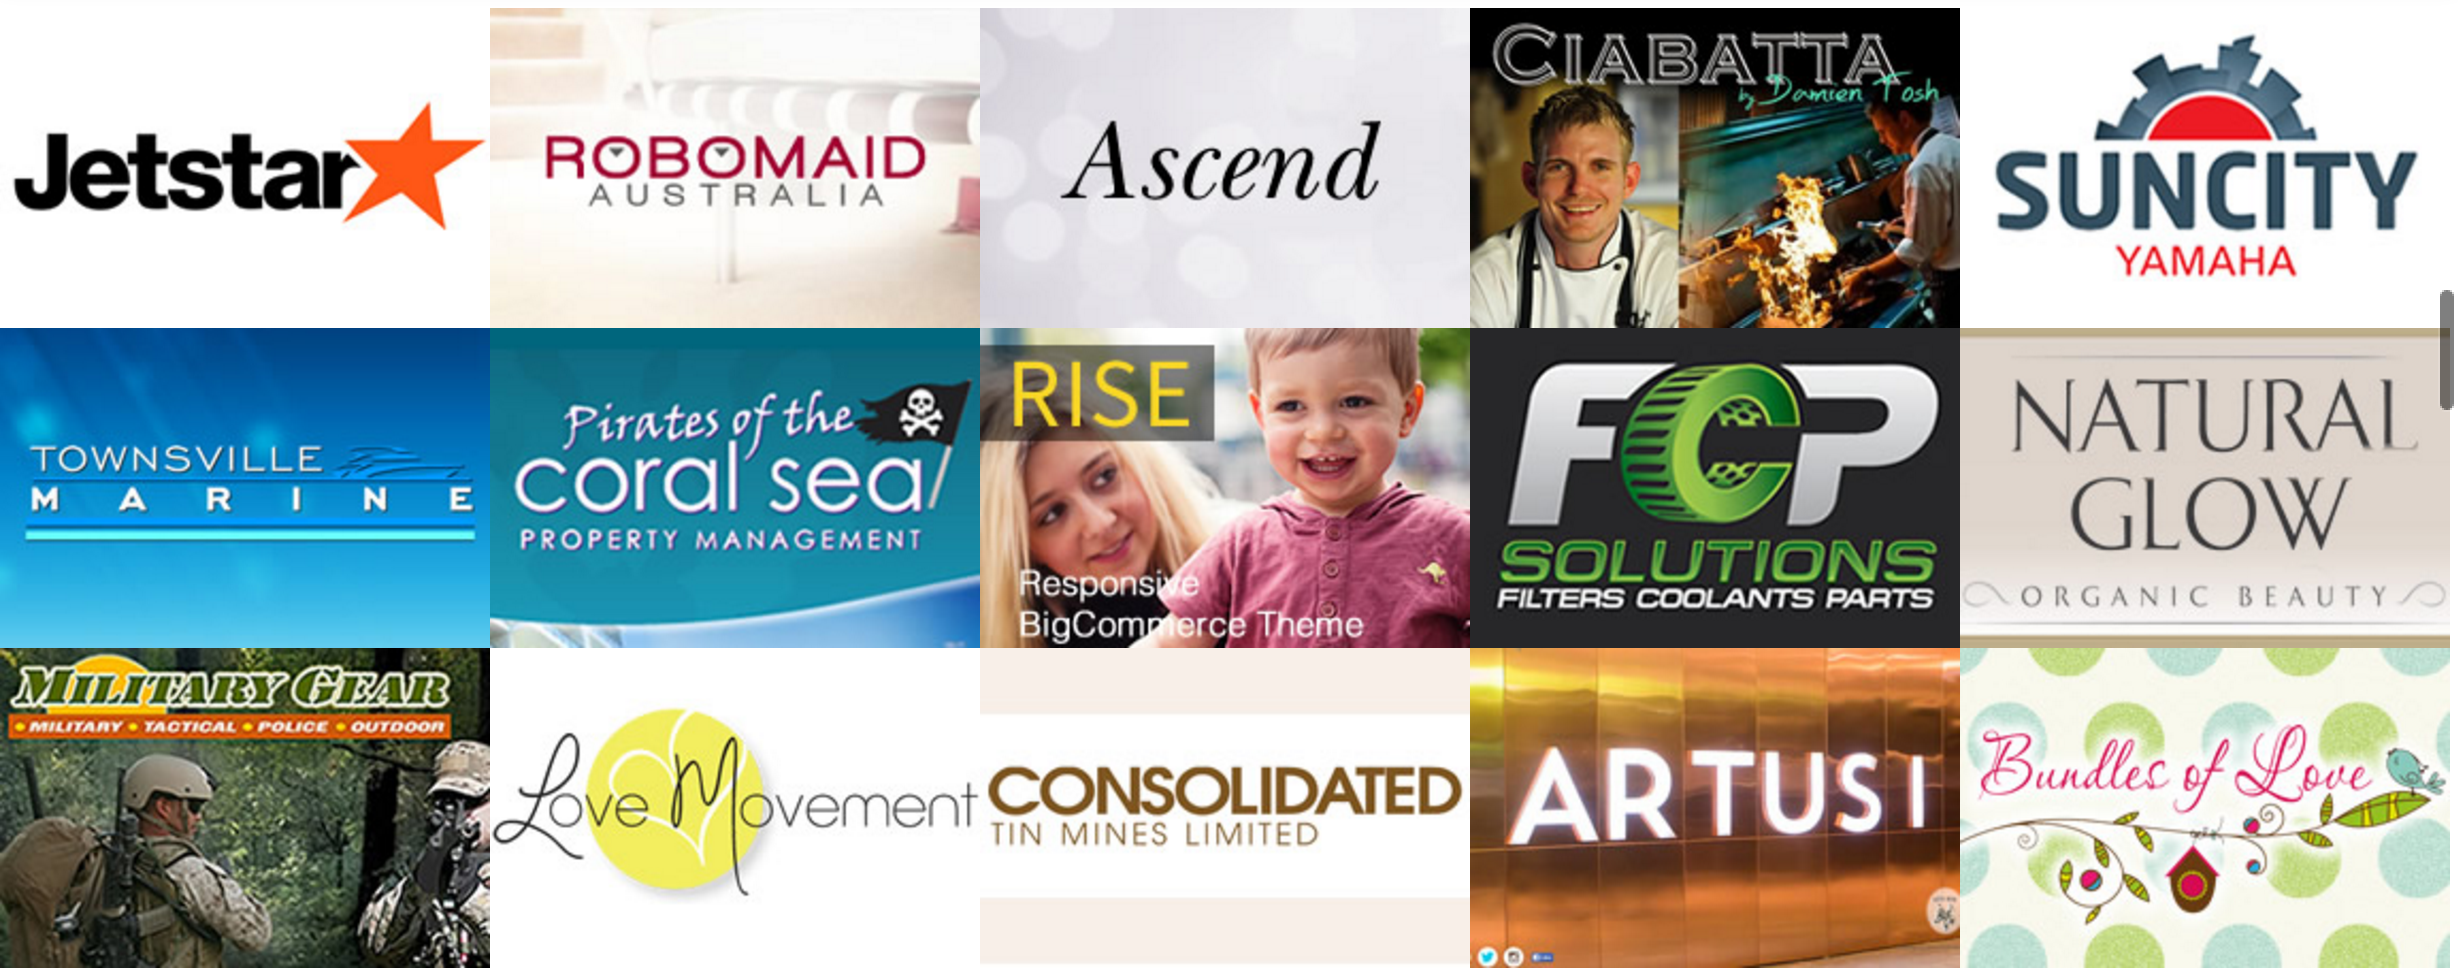 Jetstar
ROBOMAID
AUSTRALIA
Ascend
CIABATTA
by Damien Tosh
SUNCITY
YAMAHA
TOWNSVILLE
MARINE
Pirates of the
coral sea
PROPERTY MANAGEMENT
RISE
Responsive
BigCommerce Theme
FCP
SOLUTIONS
FILTERS COOLANTS PARTS
NATURAL
GLOW
ORGANIC BEAUTY
MILITARY GEAR
• MILITARY • TACTICAL • POLICE • OUTDOOR
Love Movement
CONSOLIDATED
TIN MINES LIMITED
ARTUSI
Bundles of Love